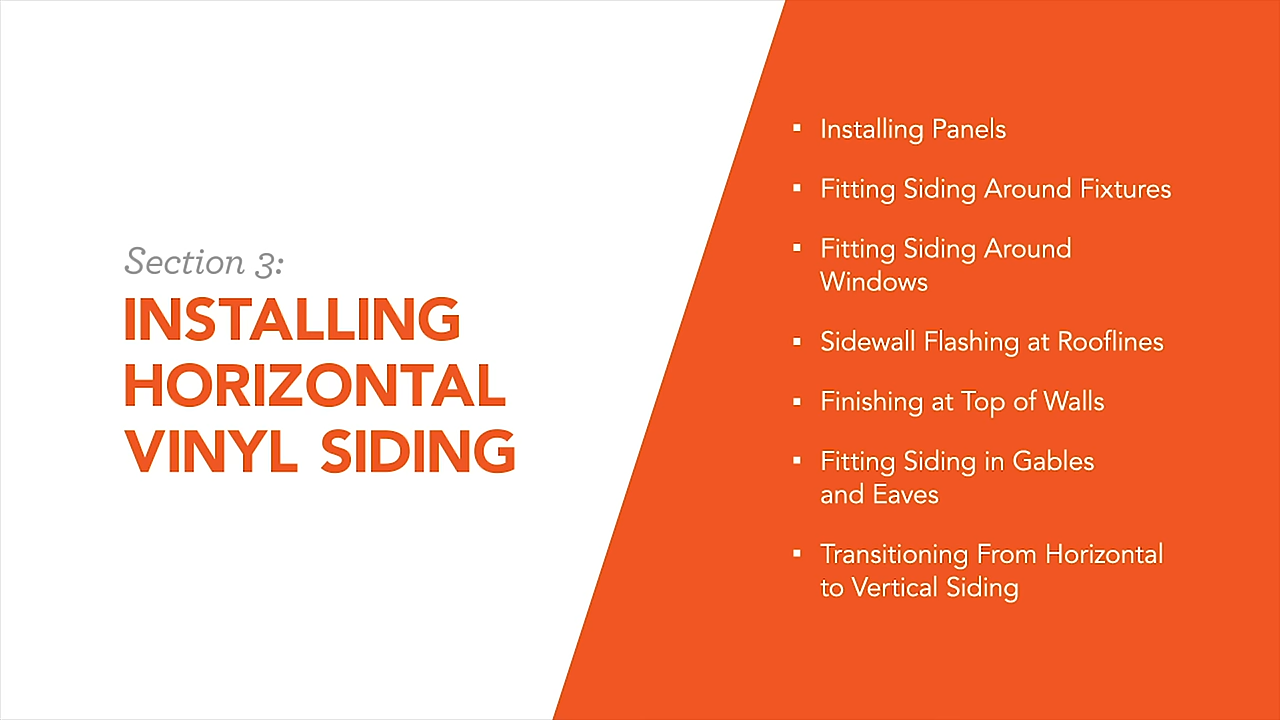 Section 3:
INSTALLING
HORIZONTAL
VINYL SIDING
▪ Installing Panels
▪ Fitting Siding Around Fixtures
▪ Fitting Siding Around
Windows
▪ Sidewall Flashing at Rooflines
▪ Finishing at Top of Walls
▪ Fitting Siding in Gables
and Eaves
▪ Transitioning From Horizontal
to Vertical Siding